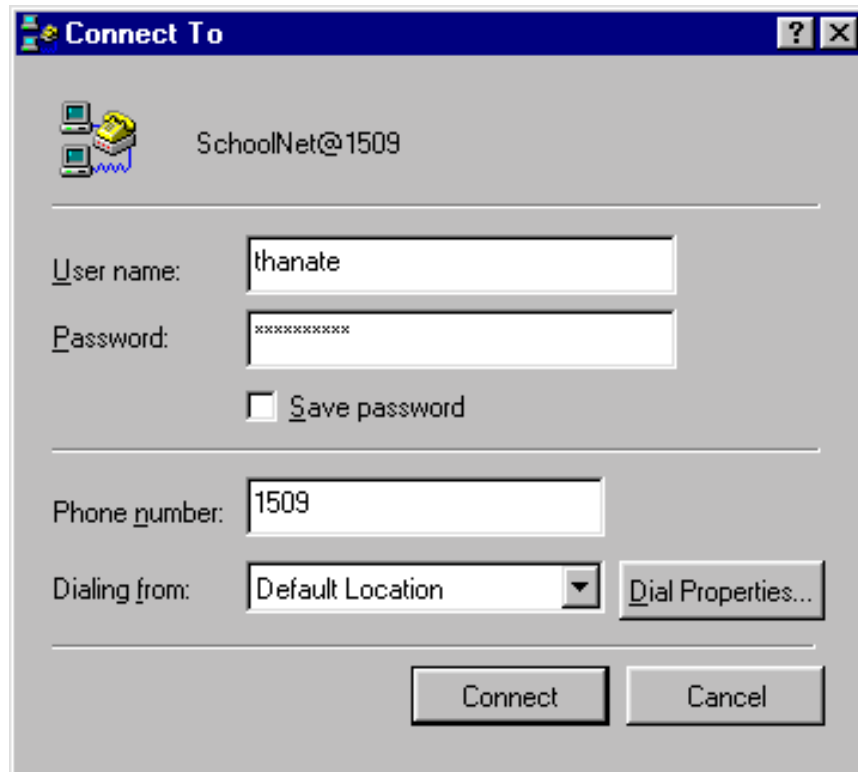 Connect To
SchoolNet@1509
User name: thanate
Password: **********
Save password
Phone number: 1509
Dialing from: Default Location Dial Properties...
Connect Cancel